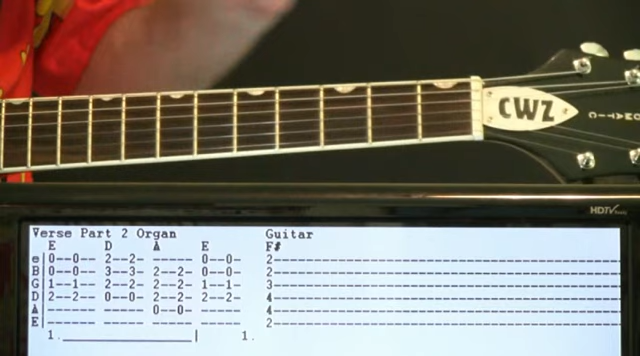 CWZ
HDTV
Verse Part 2 Organ Guitar
E D A E F#
e|0--0-- 2--2- ----- 0--0- 2------------------------------------------
B|0--0-- 3--3- 2--2- 0--0- 2------------------------------------------
G|1--1-- 2--2- 2--2- 1--1- 3------------------------------------------
D|2--2-- 0--0- 2--2- 2--2- 4------------------------------------------
A|------ ----- 0--0- ----- 4------------------------------------------
E|------ ----- ----- ----- 2------------------------------------------
1.___________________| 1.